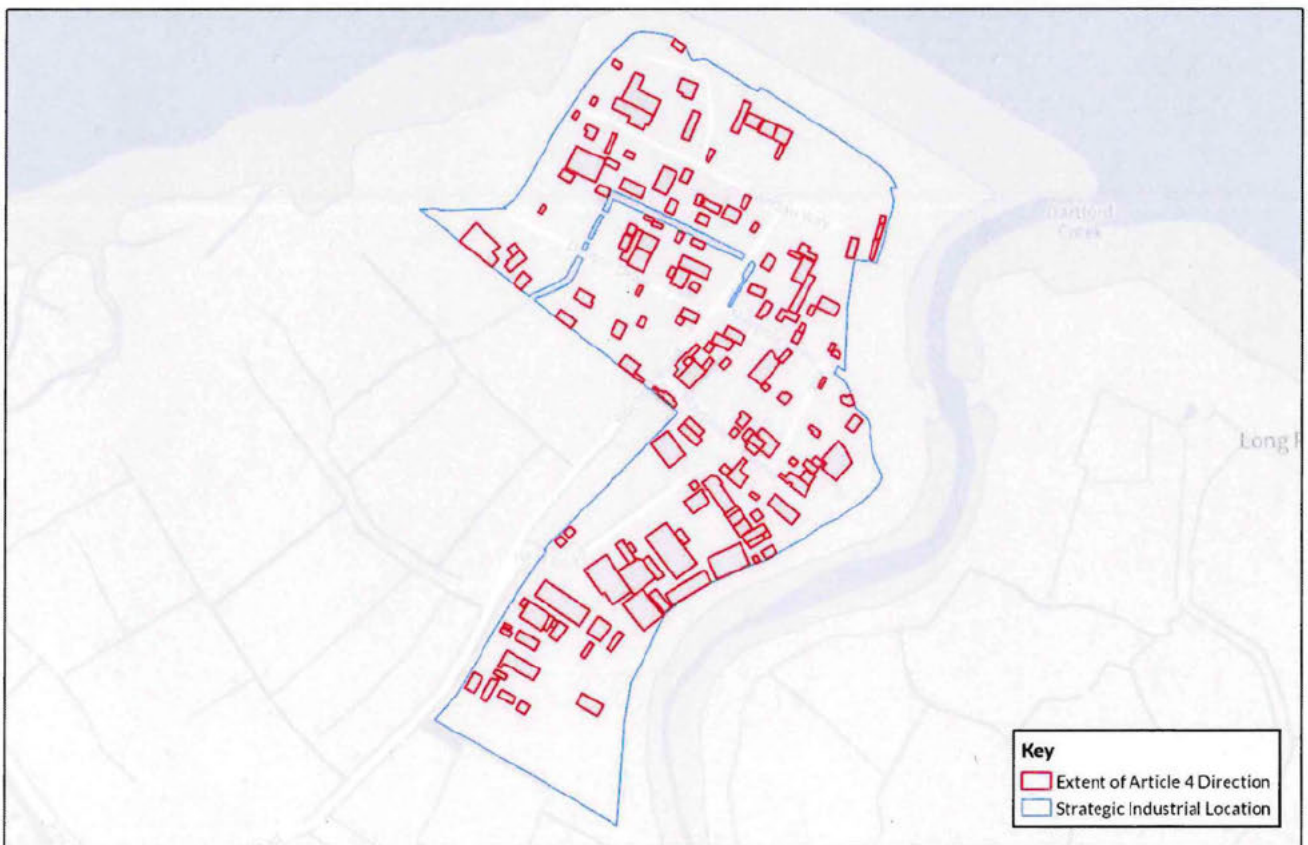 Dartford
Creek
Long
Key
Extent of Article 4 Direction
Strategic Industrial Location